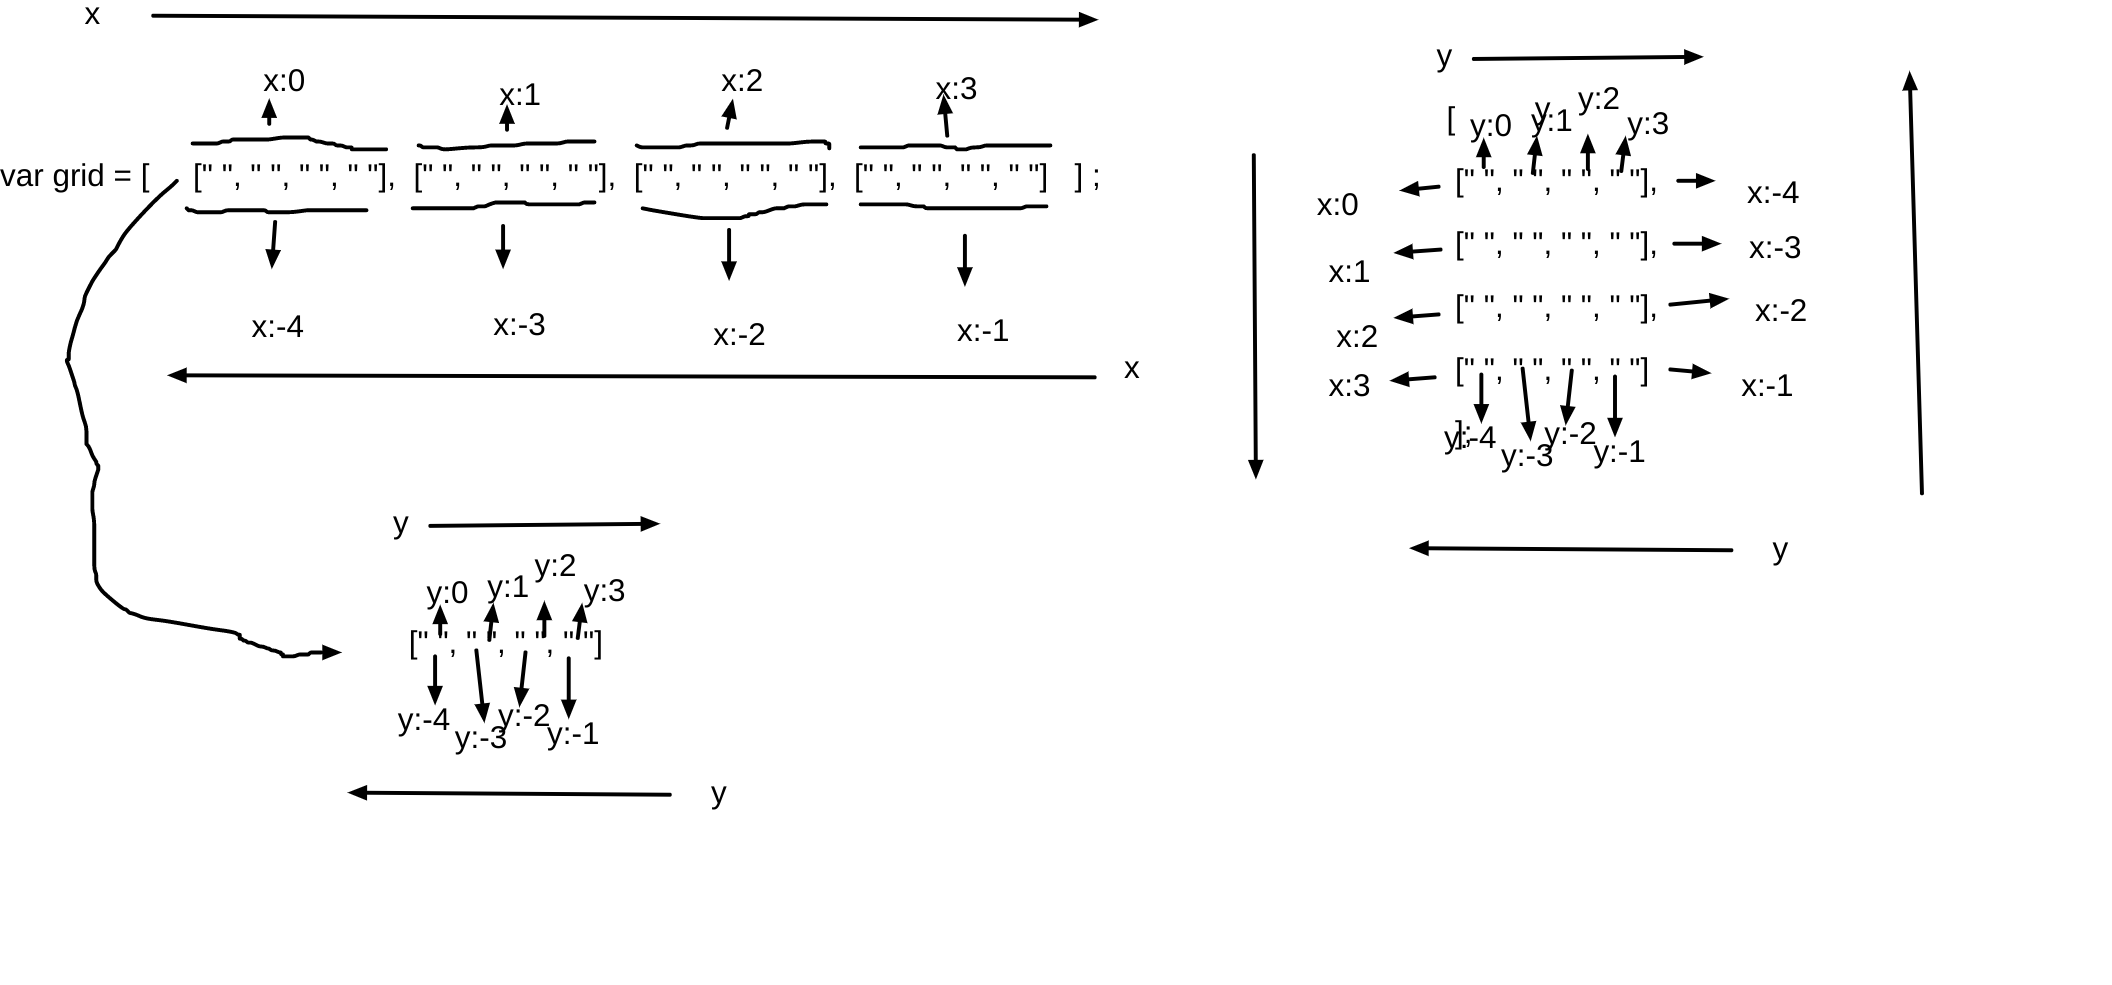 x
x:0 x:1 x:2 x:3
var grid = [ [" ", " ", " ", " "], [" ", " ", " ", " "], [" ", " ", " ", " "], [" ", " ", " ", " "] ] ;
x:-4 x:-3 x:-2 x:-1
x
y
y:0 y:1 y:2 y:3
[" ", " ", " ", " "]
y:-4 y:-3 y:-2 y:-1
y
y
y
[ y:0 y:1 y:2 y:3
x:0 [" ", " ", " ", " "], x:-4
x:1 [" ", " ", " ", " "], x:-3
x:2 [" ", " ", " ", " "], x:-2
x:3 [" ", " ", " ", " "] x:-1
];
y:-4 y:-3 y:-2 y:-1
y